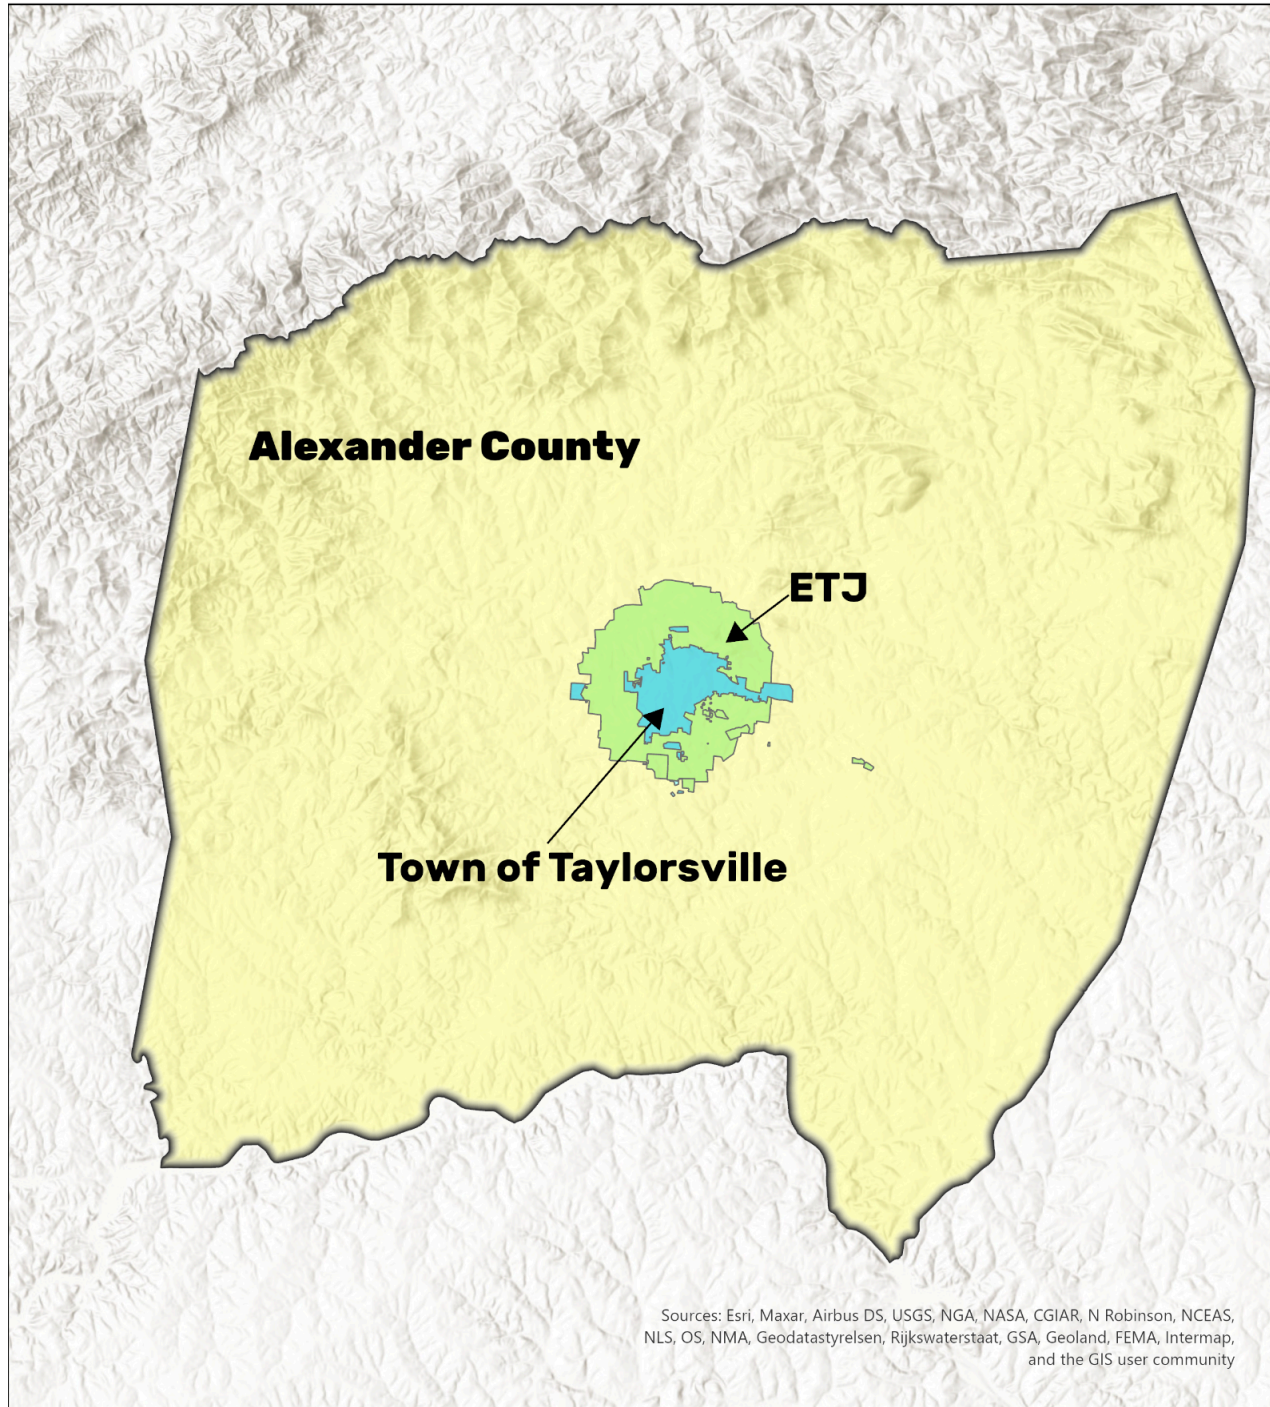 Alexander County
ETJ
Town of Taylorsville
Sources: Esri, Maxar, Airbus DS, USGS, NGA, NASA, CGIAR, N Robinson, NCEAS,
NLS, OS, NMA, Geodatastyrelsen, Rijkswaterstaat, GSA, Geoland, FEMA, Intermap,
and the GIS user community